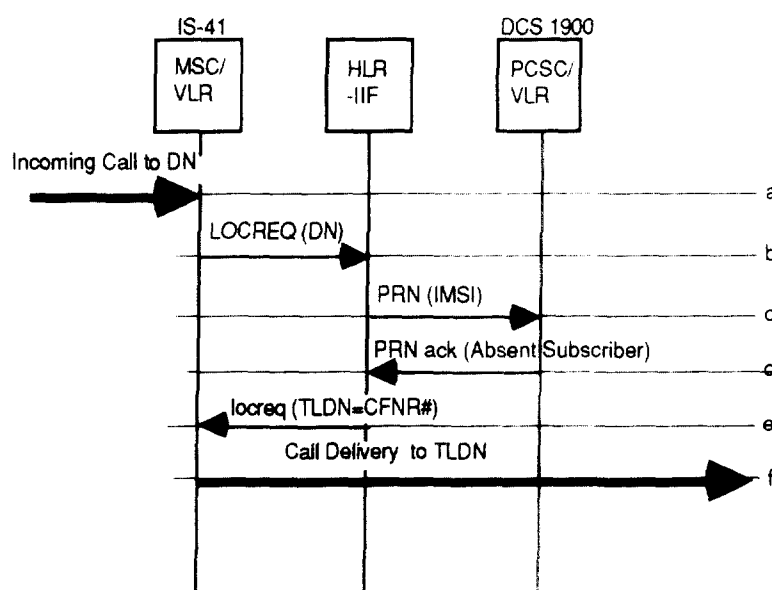 IS-41
DCS 1900
MSC/
VLR
HLR
-IIF
PCSC/
VLR
Incoming Call to DN
a
LOCREQ (DN)
b
PRN (IMSI)
c
PRN ack (Absent Subscriber)
locreq (TLDN=CFNR#)
e
Call Delivery to TLDN
f